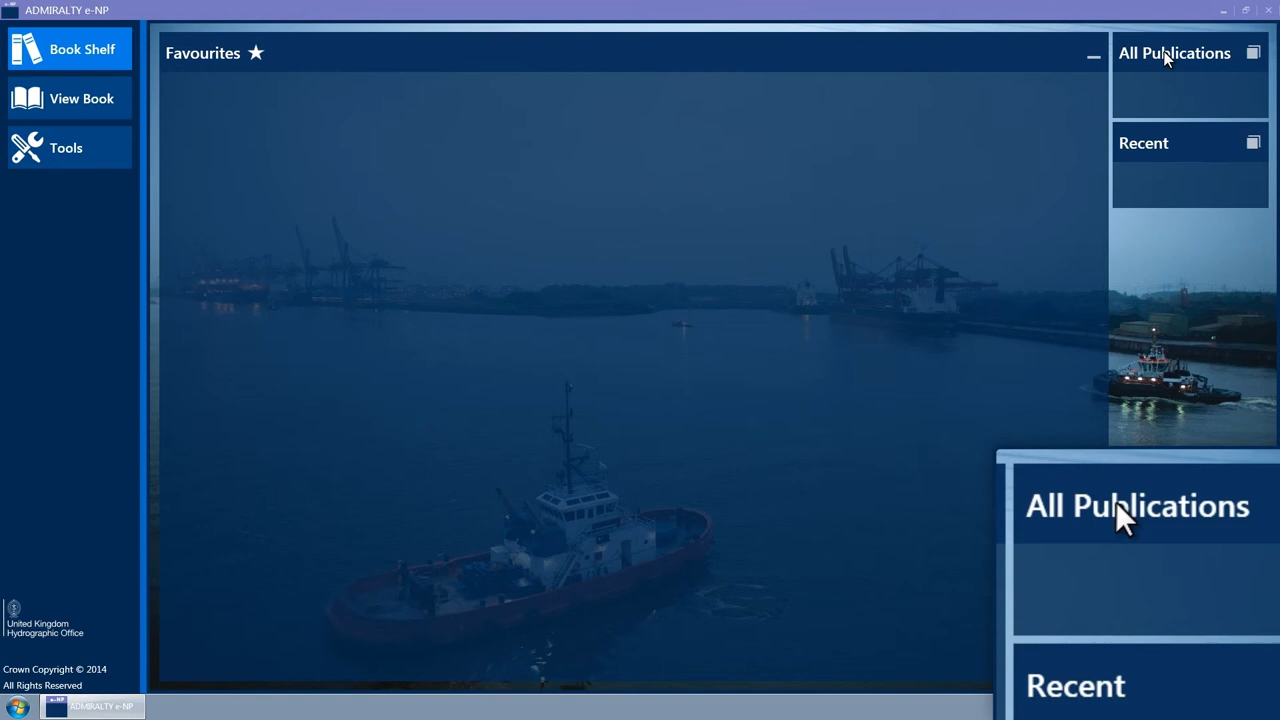 ADMIRALTY e-NP
Book Shelf
View Book
Tools
Favourites
All Publications
Recent
All Publications
Recent
United Kingdom
Hydrographic Office
Crown Copyright © 2014
All Rights Reserved
e-NP
ADMIRALTY e-NP